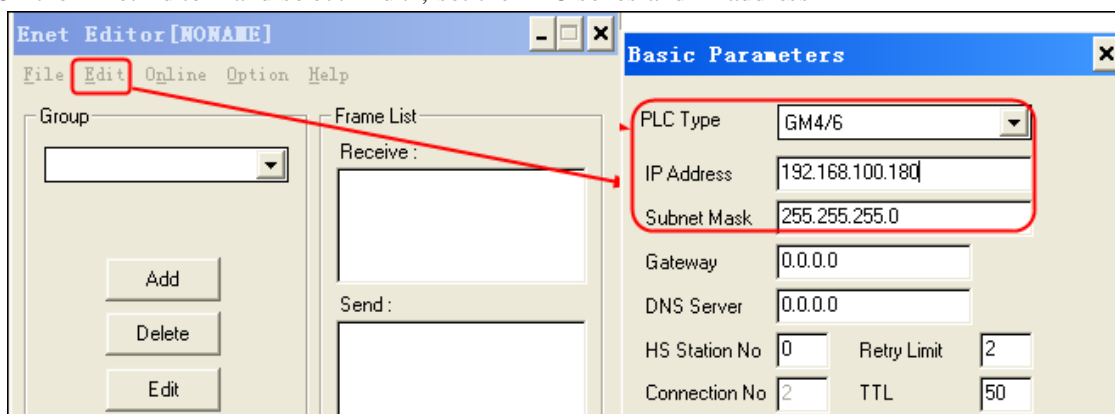 Enet Editor[NONAME]
File Edit Online Option Help
Group
Frame List
Receive :
Add
Delete
Edit
Send :
Basic Parameters
PLC Type GM4/6
IP Address 192.168.100.180
Subnet Mask 255.255.255.0
Gateway 0.0.0.0
DNS Server 0.0.0.0
HS Station No 0 Retry Limit 2
Connection No 2 TTL 50